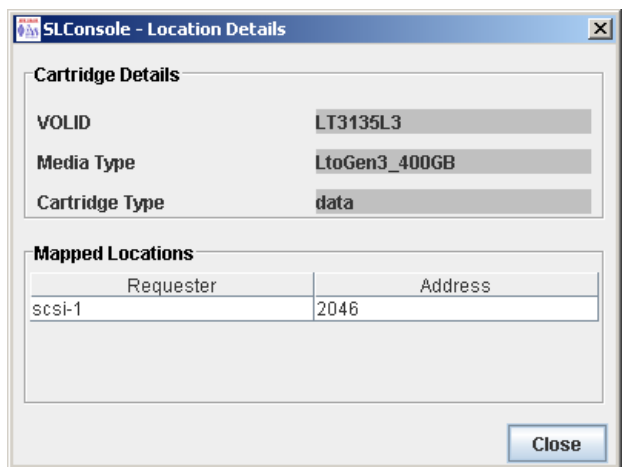 SLConsole - Location Details
Cartridge Details
VOLID LT3135L3
Media Type LtoGen3_400GB
Cartridge Type data
Mapped Locations
Requester Address
scsi-1 2046
Close